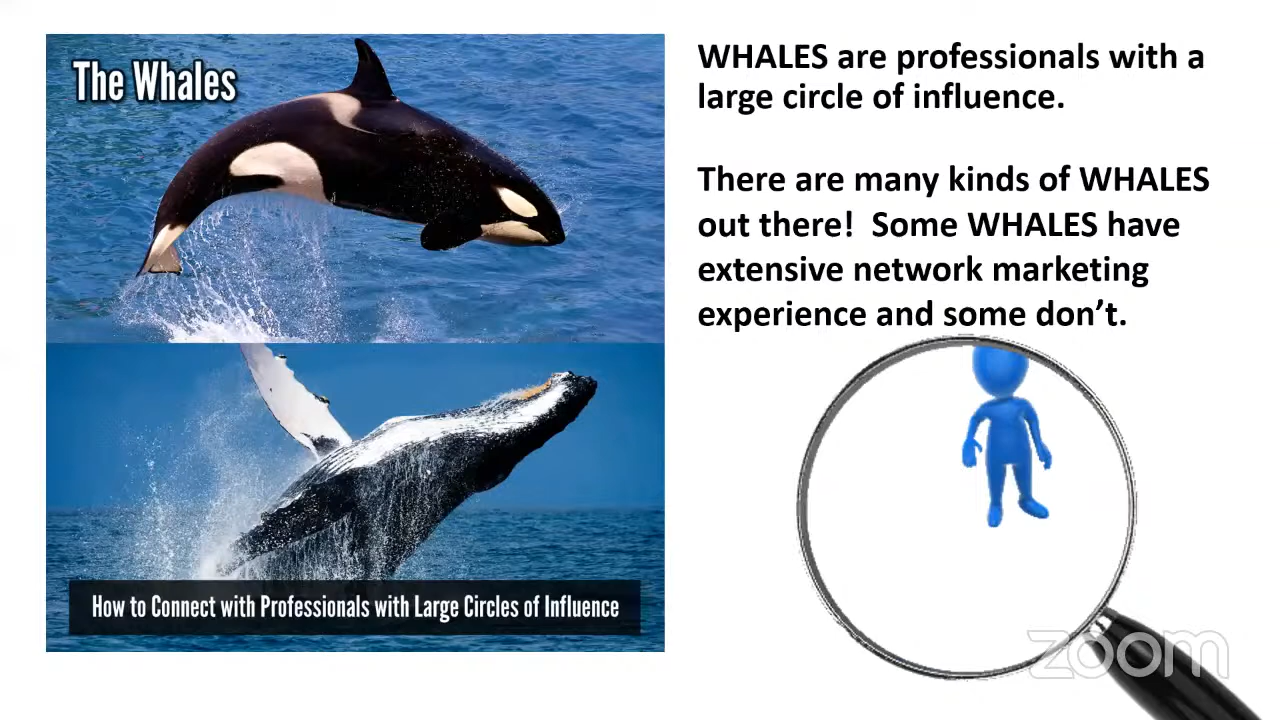 The Whales
How to Connect with Professionals with Large Circles of Influence
WHALES are professionals with a
large circle of influence.
There are many kinds of WHALES
out there!  Some WHALES have
extensive network marketing
experience and some don’t.
zoom